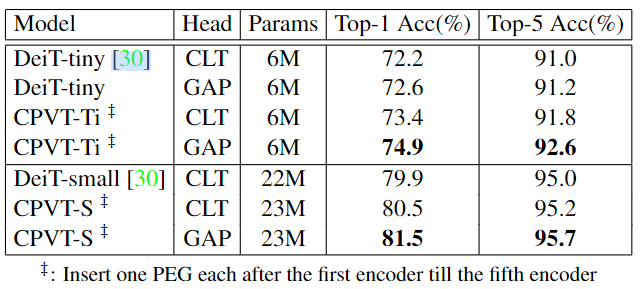 Model Head Params Top-1 Acc(%) Top-5 Acc(%)
DeiT-tiny [30] CLT 6M 72.2 91.0
DeiT-tiny GAP 6M 72.6 91.2
CPVT-Ti ‡ CLT 6M 73.4 91.8
CPVT-Ti ‡ GAP 6M 74.9 92.6
DeiT-small [30] CLT 22M 79.9 95.0
CPVT-S ‡ CLT 23M 80.5 95.2
CPVT-S ‡ GAP 23M 81.5 95.7
‡: Insert one PEG each after the first encoder till the fifth encoder